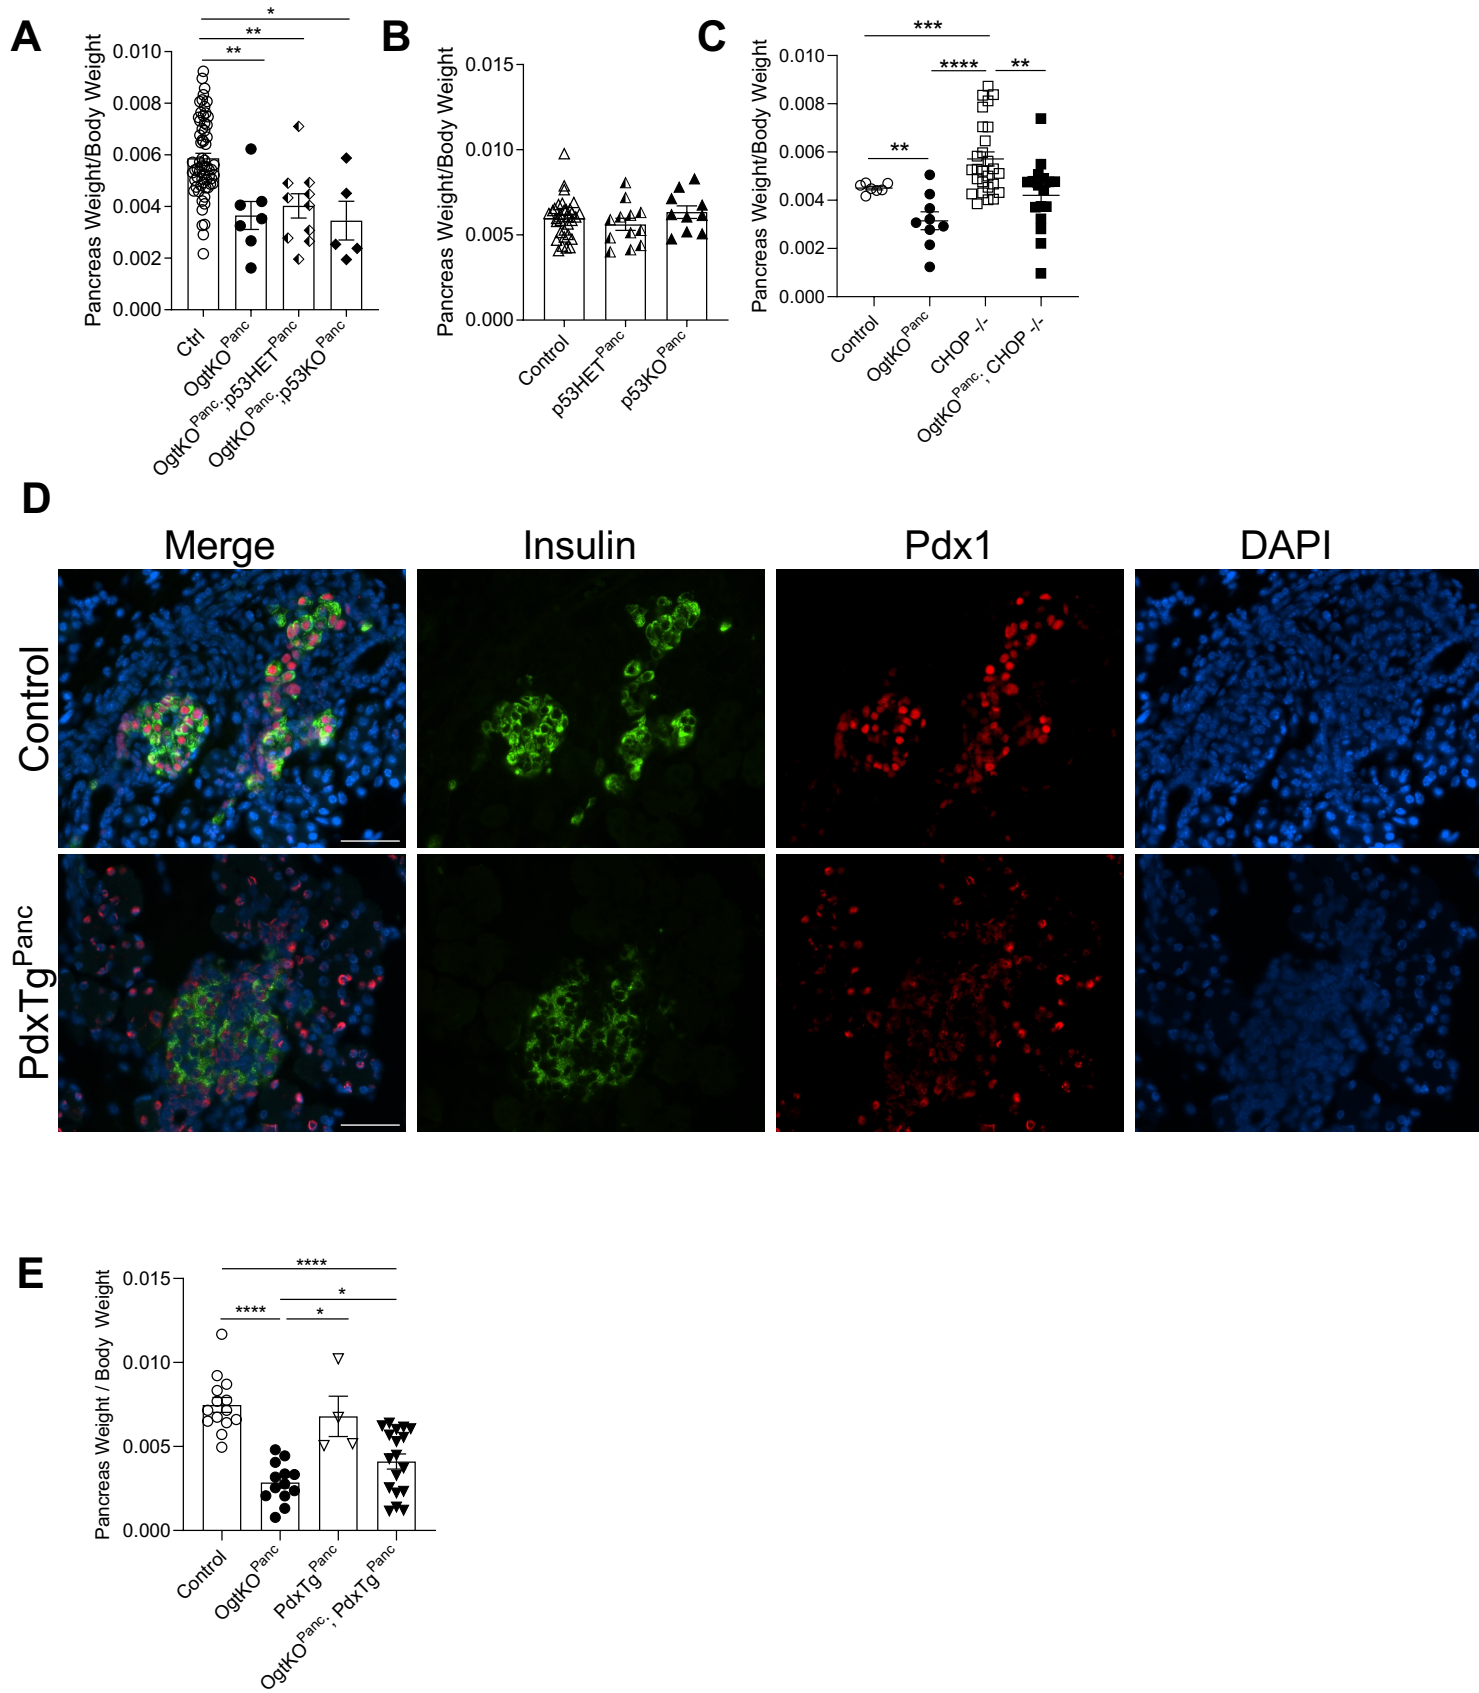 A
Pancreas Weight/Body Weight
0.010
0.008
0.006
0.004
0.002
0.000
*
**
**
Ctrl
OgtKO^Panc
OgtKO^Panc.;p53HET^Panc
OgtKO^Panc.;p53KO^Panc
B
Pancreas Weight/Body Weight
0.015
0.010
0.005
0.000
Control
p53HET^Panc
p53KO^Panc
C
Pancreas Weight/Body Weight
0.010
0.008
0.006
0.004
0.002
0.000
***
****
**
**
Control
OgtKO^Panc
CHOP -/-
OgtKO^Panc; CHOP -/-
D
Merge
Insulin
Pdx1
DAPI
Control
PdxTg^Panc
E
Pancreas Weight / Body Weight
0.015
0.010
0.005
0.000
****
*
****
*
Control
OgtKO^Panc
PdxTg^Panc
OgtKO^Panc.; PdxTg^Panc